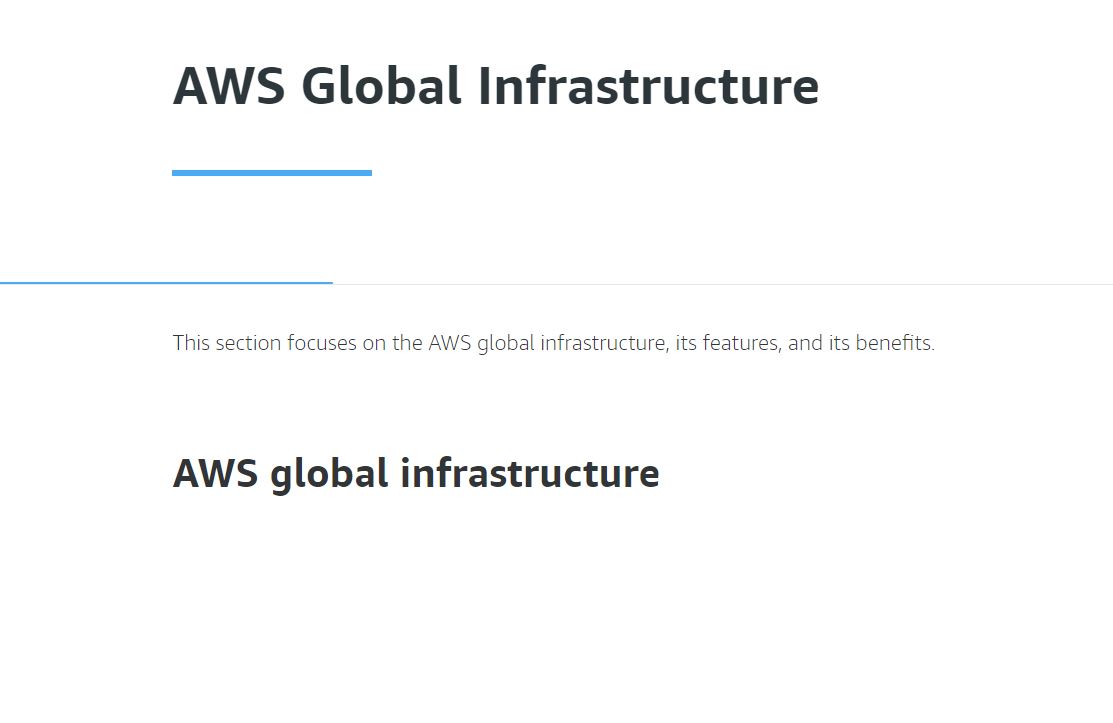 AWS Global Infrastructure
This section focuses on the AWS global infrastructure, its features, and its benefits.
AWS global infrastructure